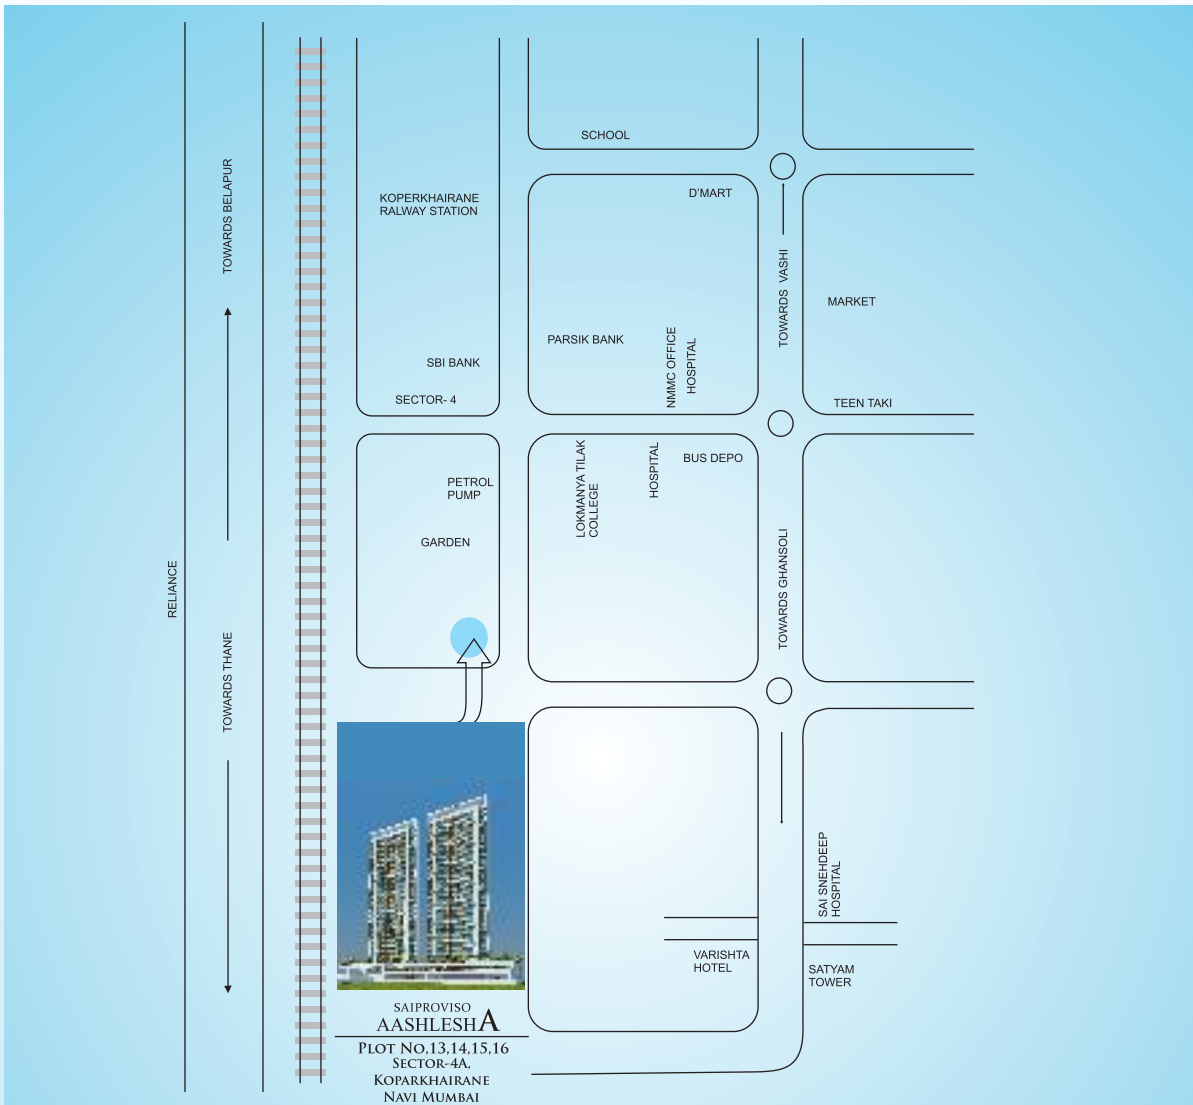 SCHOOL
TOWARDS BELAPUR
KOPERKHAIRANE
RALWAY STATION
D'MART
TOWARDS VASHI
MARKET
PARSIK BANK
NMMC OFFICE
HOSPITAL
SBI BANK
SECTOR- 4
TEEN TAKI
LOKMANYA TILAK
COLLEGE
HOSPITAL
BUS DEPO
PETROL
PUMP
GARDEN
TOWARDS GHANSOLI
RELIANCE
TOWARDS THANE
SAI SNEHDEEP
HOSPITAL
VARISHTA
HOTEL
SATYAM
TOWER
SAIPROVISO
AASHLESHA
PLOT NO,13,14,15,16
SECTOR-4A,
KOPARKHAIRANE
NAVI MUMBAI